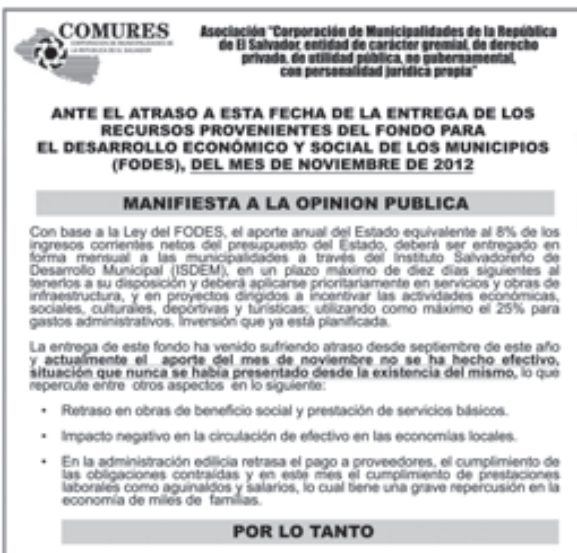 COMURES
CORPORACION DE MUNICIPALIDADES DE
LA REPUBLICA DE EL SALVADOR
Asociación "Corporación de Municipalidades de la República
de El Salvador, entidad de carácter gremial, de derecho
privado, de utilidad pública, no gubernamental,
con personalidad jurídica propia"
ANTE EL ATRASO A ESTA FECHA DE LA ENTREGA DE LOS
RECURSOS PROVENIENTES DEL FONDO PARA
EL DESARROLLO ECONÓMICO Y SOCIAL DE LOS MUNICIPIOS
(FODES), DEL MES DE NOVIEMBRE DE 2012
MANIFIESTA A LA OPINION PUBLICA
Con base a la Ley del FODES, el aporte anual del Estado equivalente al 8% de los
ingresos corrientes netos del presupuesto del Estado, deberá ser entregado en
forma mensual a las municipalidades a través del Instituto Salvadoreño de
Desarrollo Municipal (ISDEM), en un plazo máximo de diez días siguientes al
tenerlos a su disposición y deberá aplicarse prioritariamente en servicios y obras de
infraestructura, y en proyectos dirigidos a incentivar las actividades económicas,
sociales, culturales, deportivas y turísticas; utilizando como máximo el 25% para
gastos administrativos. Inversión que ya está planificada.
La entrega de este fondo ha venido sufriendo atraso desde septiembre de este año
y actualmente el aporte del mes de noviembre no se ha hecho efectivo,
situación que nunca se había presentado desde la existencia del mismo, lo que
repercute entre otros aspectos en lo siguiente:
• Retraso en obras de beneficio social y prestación de servicios básicos.
• Impacto negativo en la circulación de efectivo en las economías locales.
• En la administración edilicia retrasa el pago a proveedores, el cumplimiento de
las obligaciones contraídas y en este mes el cumplimiento de prestaciones
laborales como aguinaldos y salarios, lo cual tiene una grave repercusión en la
economía de miles de familias.
POR LO TANTO